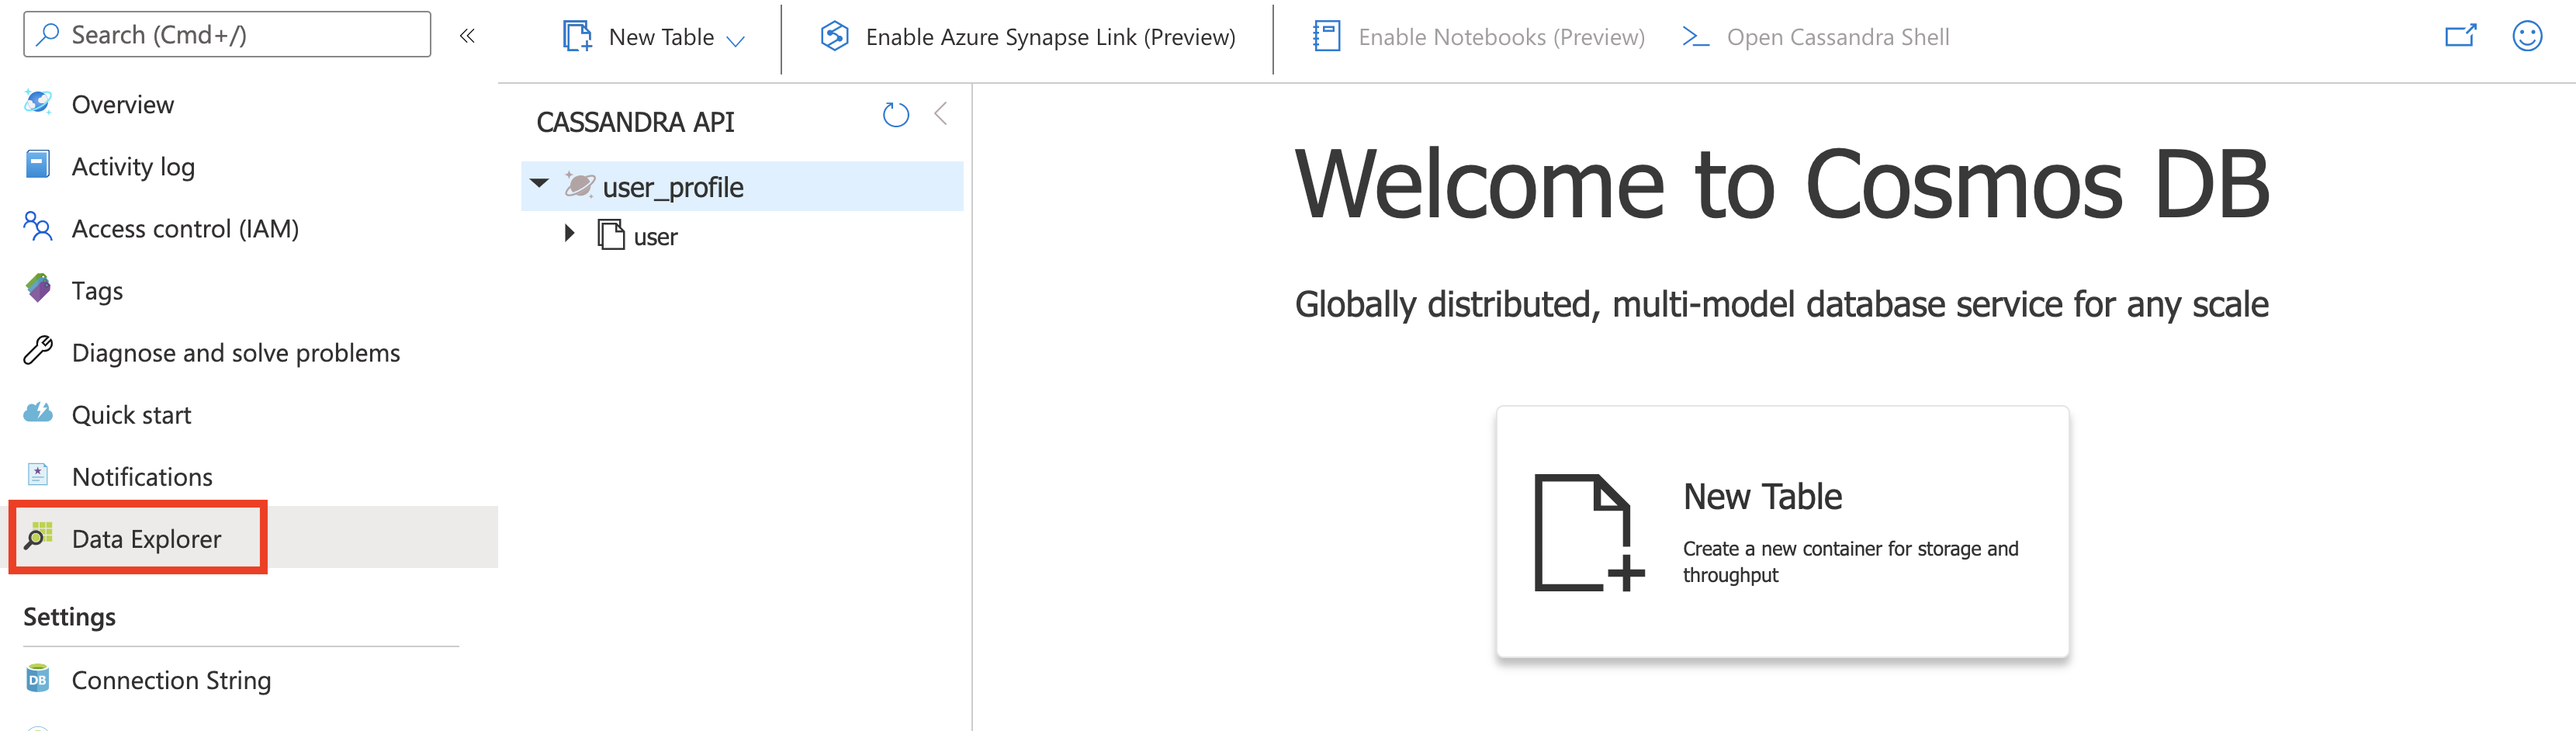 Search (Cmd+/)
«
Overview
Activity log
Access control (IAM)
Tags
Diagnose and solve problems
Quick start
Notifications
Data Explorer
Settings
DB
Connection String
New Table
Enable Azure Synapse Link (Preview)
Enable Notebooks (Preview)
Open Cassandra Shell
CASSANDRA API
user_profile
user
Welcome to Cosmos DB
Globally distributed, multi-model database service for any scale
New Table
Create a new container for storage and
throughput